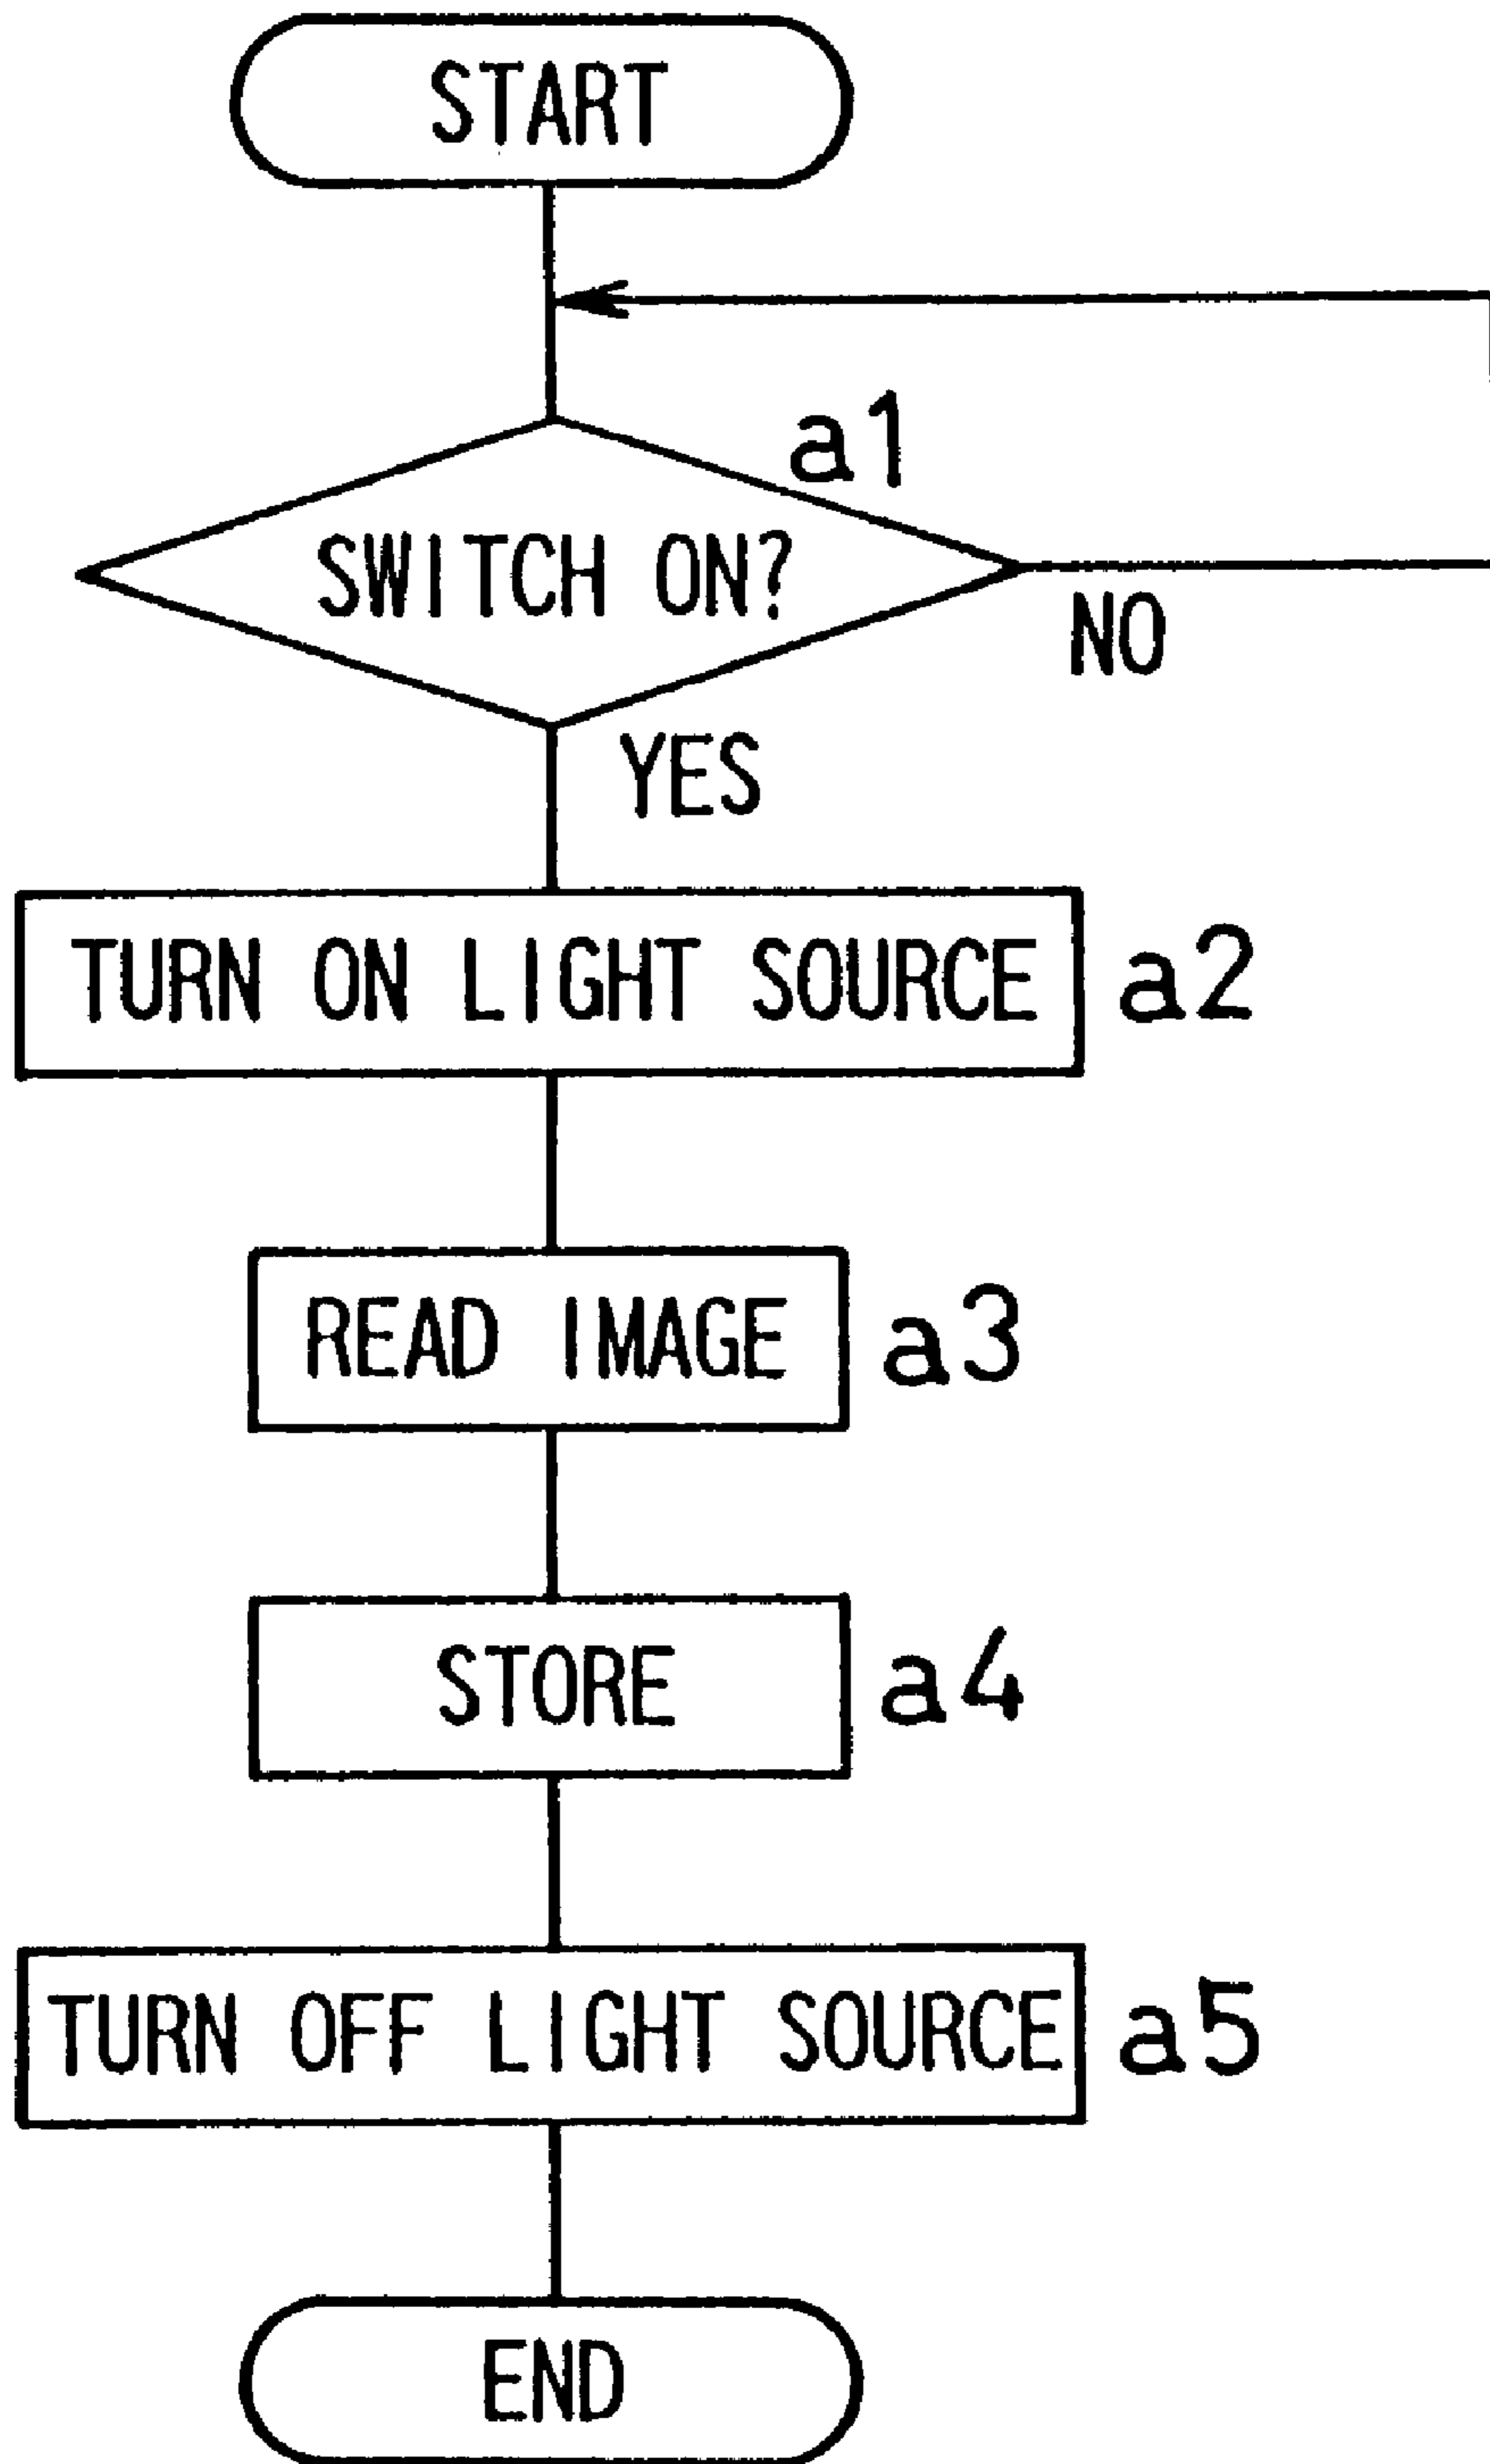 START
a1
SWITCH ON?
NO
YES
TURN ON LIGHT SOURCE a2
READ IMAGE a3
STORE a4
TURN OFF LIGHT SOURCE a5
END